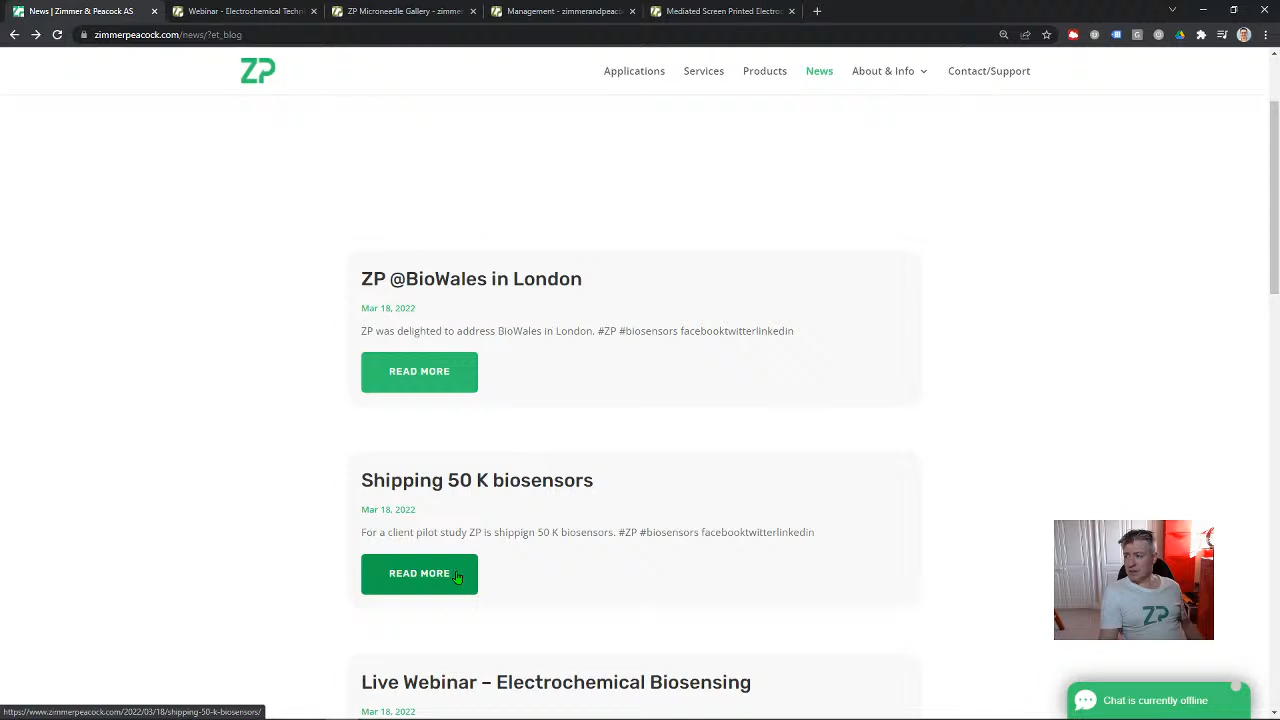 News | Zimmer & Peacock AS
Webinar - Electrochemical Techn
ZP Microneedle Gallery - zimmer
Management - zimmerandpeacock
Mediated Screen Printed Electro
zimmerpeacock.com/news/?et_blog
ZP
Applications
Services
Products
News
About & Info
Contact/Support
ZP @BioWales in London
Mar 18, 2022
ZP was delighted to address BioWales in London. #ZP #biosensors facebooktwitterlinkedin
READ MORE
Shipping 50 K biosensors
Mar 18, 2022
For a client pilot study ZP is shippign 50 K biosensors. #ZP #biosensors facebooktwitterlinkedin
READ MORE
ZP
Live Webinar – Electrochemical Biosensing
Chat is currently offline
https://www.zimmerpeacock.com/2022/03/18/shipping-50-k-biosensors/
Mar 18, 2022